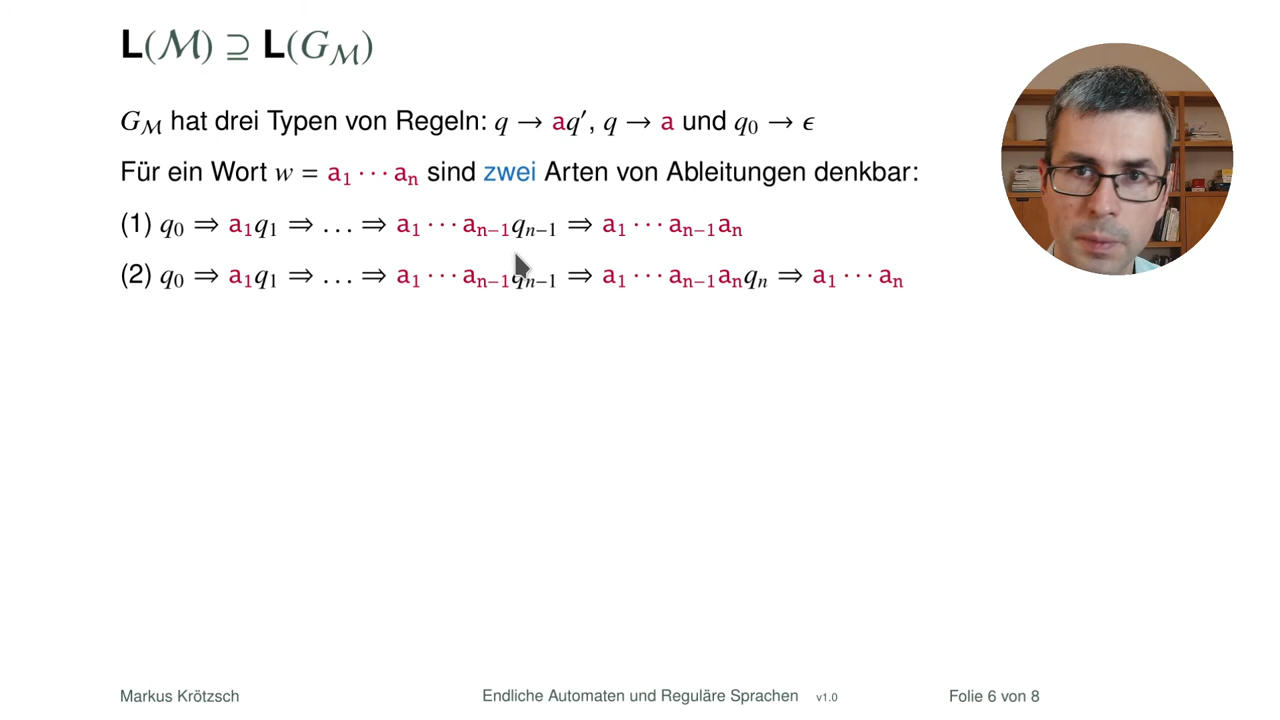 L(ℳ) ⊇ L(G_ℳ)
G_ℳ hat drei Typen von Regeln: q → aq′, q → a und q₀ → ϵ
Für ein Wort w = a₁ ⋯ aₙ sind zwei Arten von Ableitungen denkbar:
(1) q₀ ⇒ a₁q₁ ⇒ … ⇒ a₁ ⋯ aₙ₋₁qₙ₋₁ ⇒ a₁ ⋯ aₙ₋₁aₙ
(2) q₀ ⇒ a₁q₁ ⇒ … ⇒ a₁ ⋯ aₙ₋₁qₙ₋₁ ⇒ a₁ ⋯ aₙ₋₁aₙqₙ ⇒ a₁ ⋯ aₙ
Markus Krötzsch Endliche Automaten und Reguläre Sprachen v1.0 Folie 6 von 8